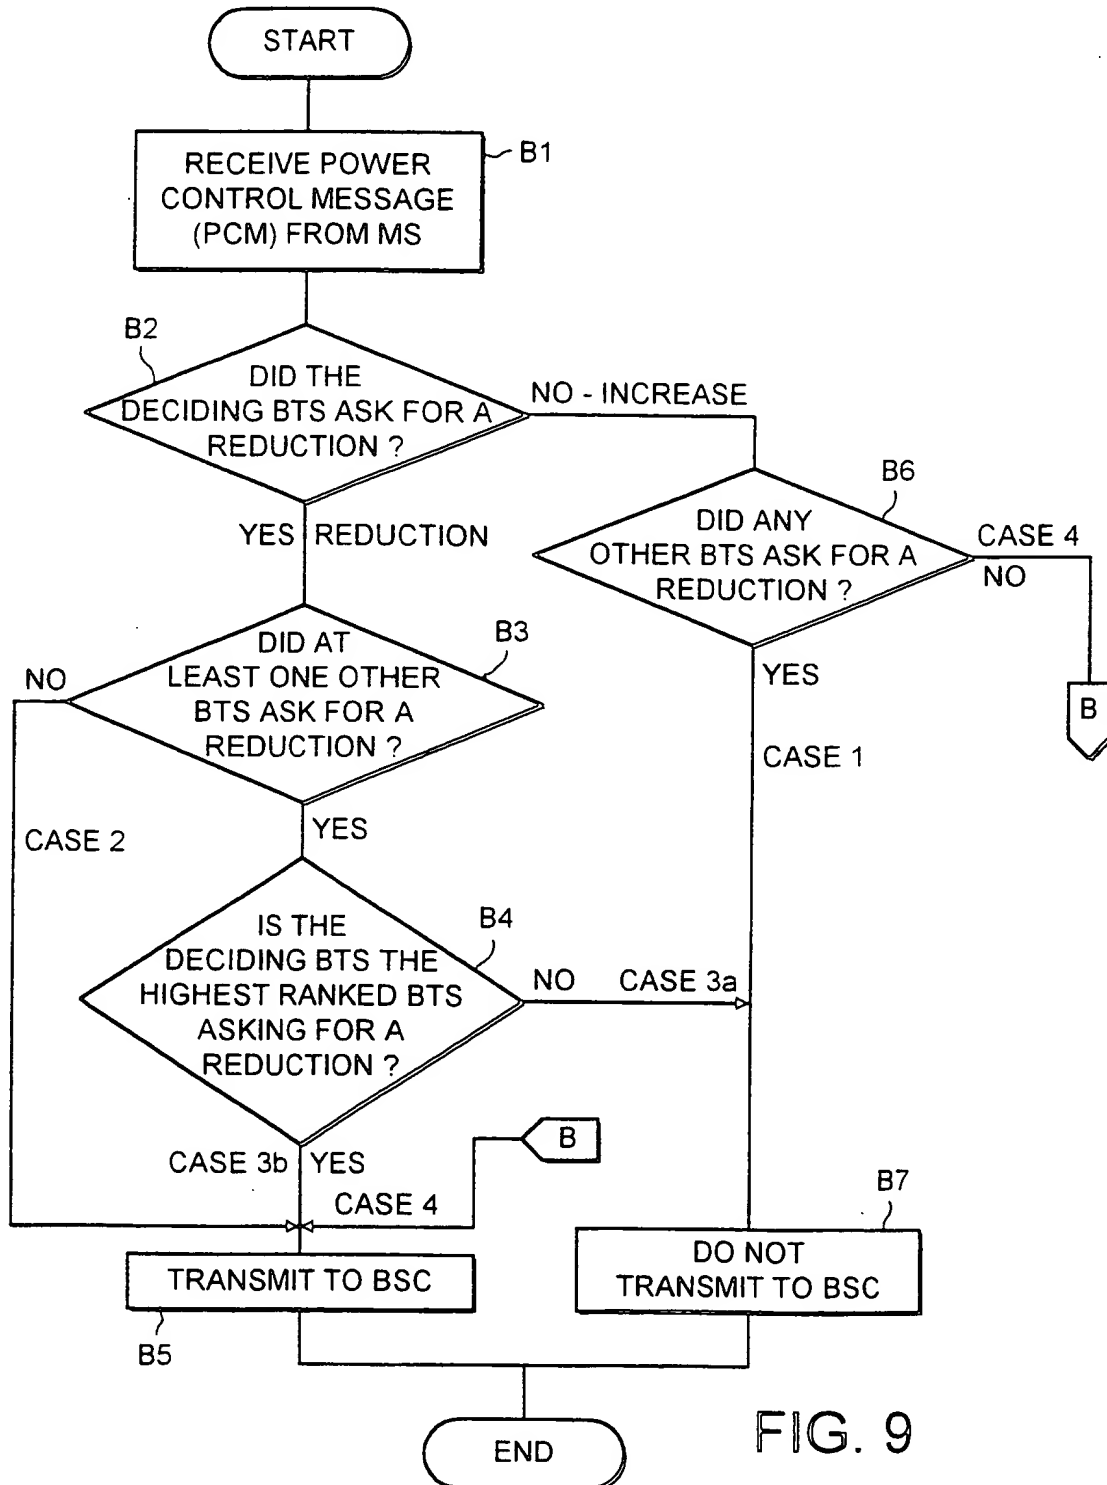 START
RECEIVE POWER
CONTROL MESSAGE
(PCM) FROM MS
B1
B2
DID THE
DECIDING BTS ASK FOR A
REDUCTION ?
NO - INCREASE
YES REDUCTION
B6
DID ANY
OTHER BTS ASK FOR A
REDUCTION ?
CASE 4
NO
YES
B
CASE 1
B3
DID AT
LEAST ONE OTHER
BTS ASK FOR A
REDUCTION ?
NO
CASE 2
YES
B4
IS THE
DECIDING BTS THE
HIGHEST RANKED BTS
ASKING FOR A
REDUCTION ?
NO CASE 3a
CASE 3b YES
B
CASE 4
TRANSMIT TO BSC
B5
B7
DO NOT
TRANSMIT TO BSC
END
FIG. 9